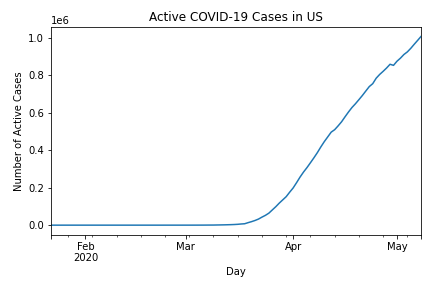 Active COVID-19 Cases in US
1e6
1.0
0.8
0.6
0.4
0.2
0.0
Number of Active Cases
Feb Mar Apr May
2020
Day